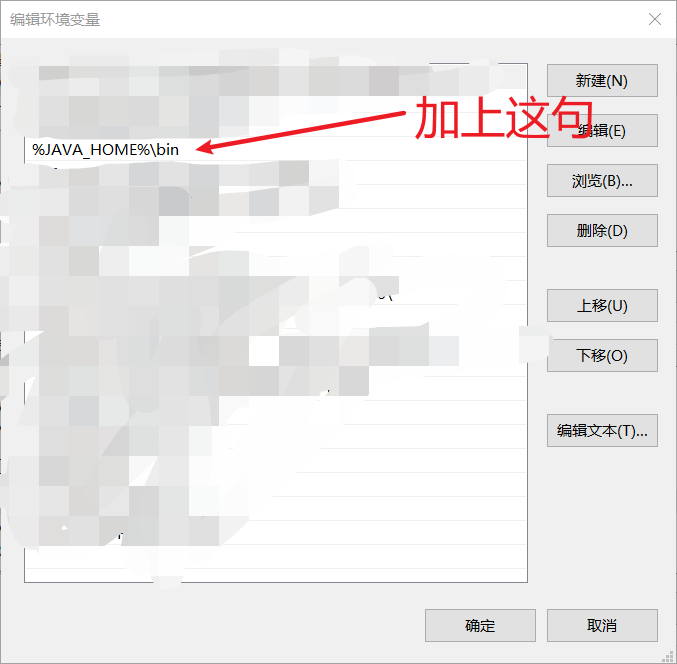 编辑环境变量
新建(N)
加上这句
编辑(E)
%JAVA_HOME%\bin
浏览(B)...
删除(D)
上移(U)
下移(O)
编辑文本(T)...
确定
取消